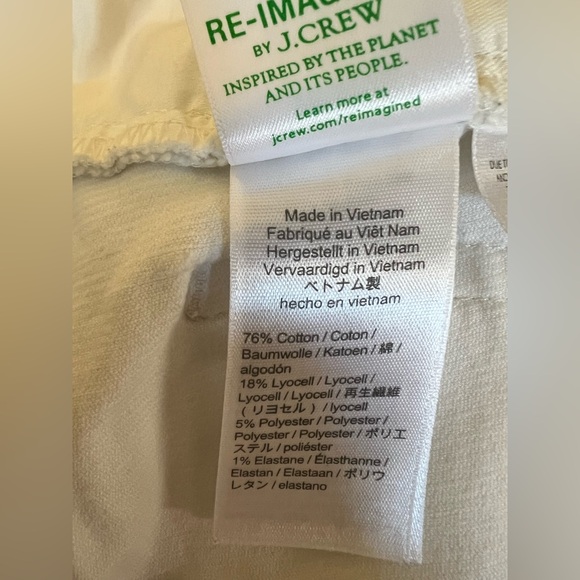 BY J.CREW
INSPIRED BY THE PLANET
AND ITS PEOPLE.
Learn more at
jcrew.com/reimagined
Made in Vietnam
Fabriqué au Viêt Nam
Hergestellt in Vietnam
Vervaardigd in Vietnam
ベトナム製
hecho en vietnam
76% Cotton / Coton /
Baumwolle / Katoen / 綿 /
algodón
18% Lyocell / Lyocell /
Lyocell / Lyocell / 再生繊維
( リヨセル ) / lyocell
5% Polyester / Polyester /
Polyester / Polyester / ポリエ
ステル / poliéster
1% Elastane / Élasthanne /
Elastan / Elastaan / ポリウ
レタン / elastano